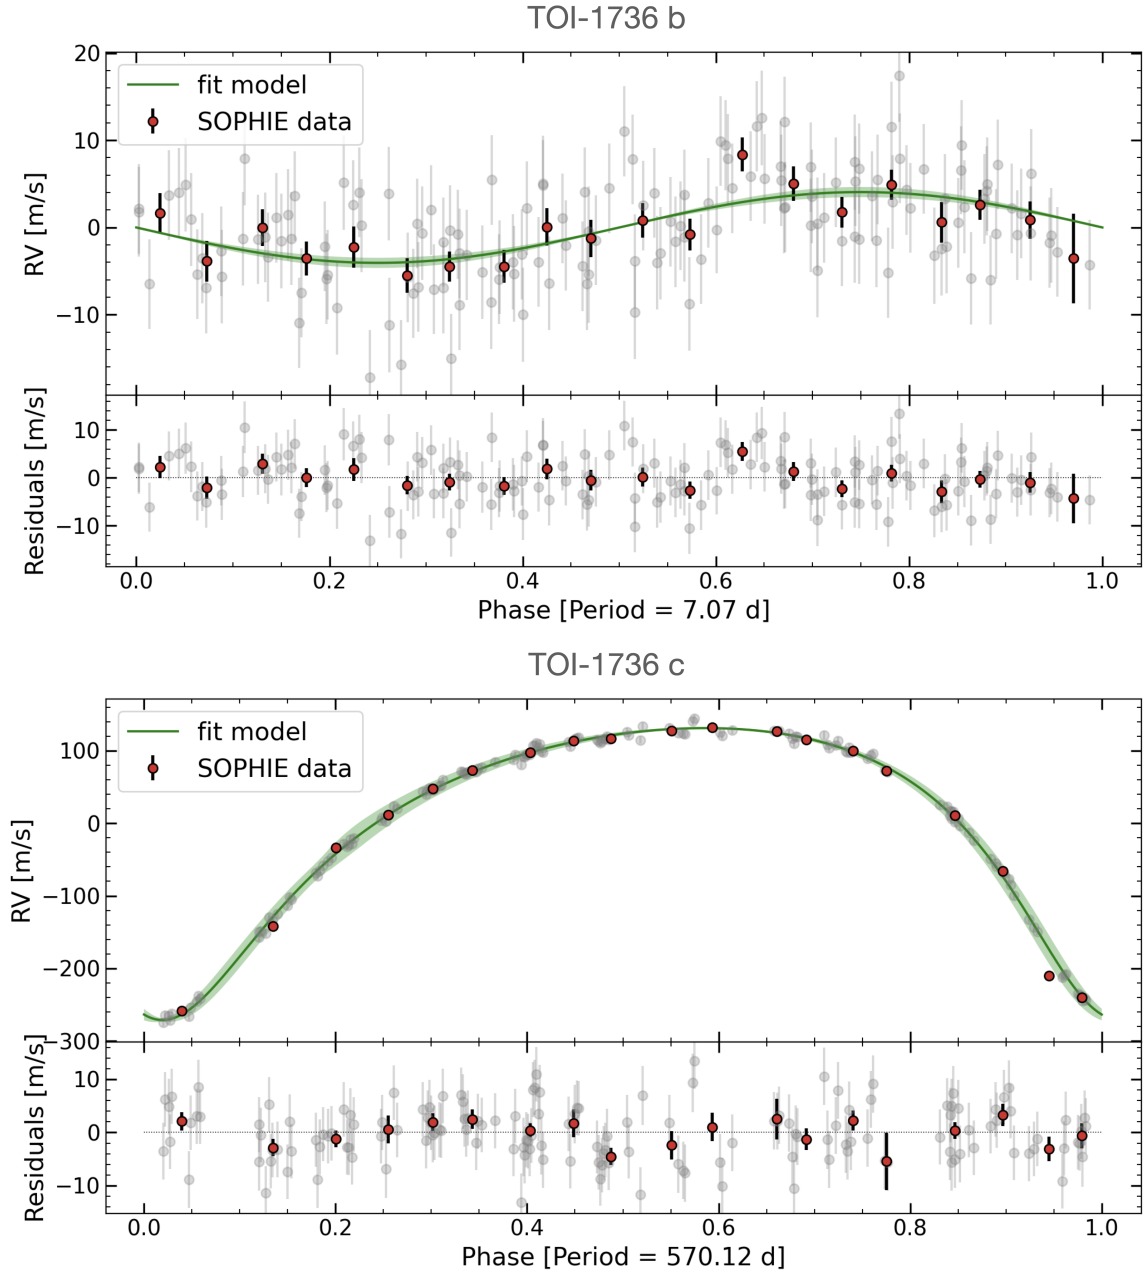 TOI-1736 b
20
10
0
−10
RV [m/s]
fit model
SOPHIE data
10
0
−10
Residuals [m/s]
0.0 0.2 0.4 0.6 0.8 1.0
Phase [Period = 7.07 d]
TOI-1736 c
100
0
−100
−200
−300
RV [m/s]
fit model
SOPHIE data
10
0
−10
Residuals [m/s]
0.0 0.2 0.4 0.6 0.8 1.0
Phase [Period = 570.12 d]